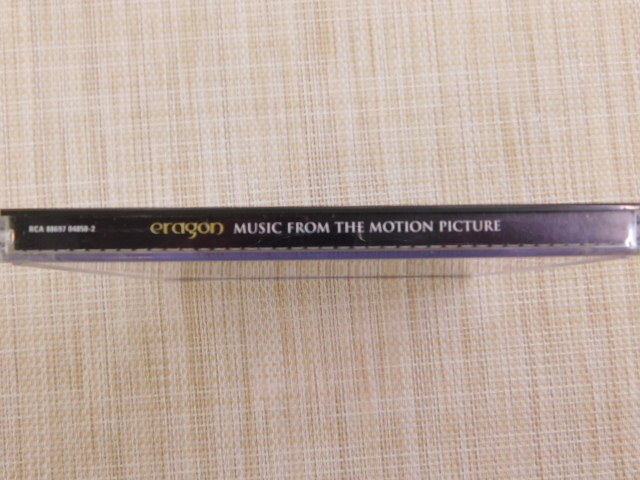 RCA 88697 04850-2 eragon MUSIC FROM THE MOTION PICTURE